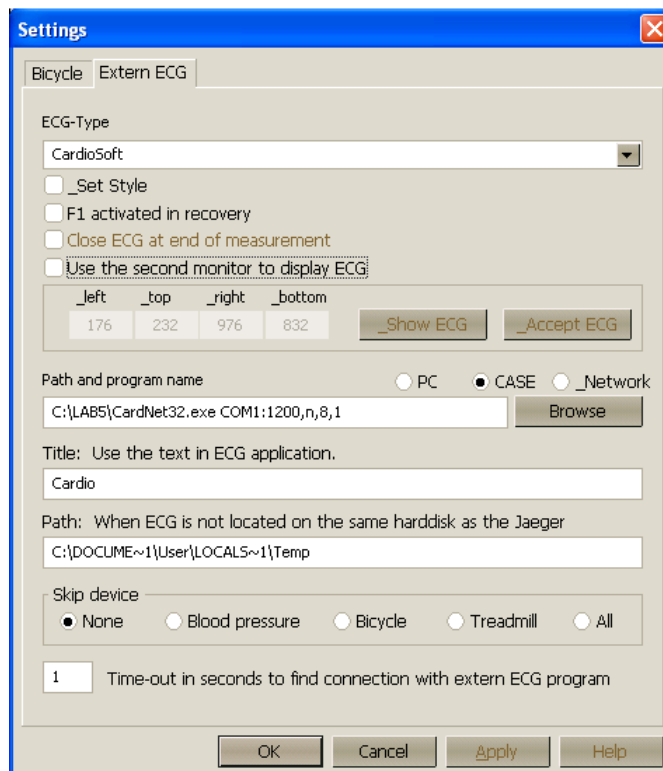 Settings
Bicycle Extern ECG
ECG-Type
CardioSoft
_Set Style
F1 activated in recovery
Close ECG at end of measurement
Use the second monitor to display ECG
_left _top _right _bottom
176 232 976 832 _Show ECG _Accept ECG
Path and program name PC CASE _Network
C:\LAB5\CardNet32.exe COM1:1200,n,8,1 Browse
Title: Use the text in ECG application.
Cardio
Path: When ECG is not located on the same harddisk as the Jaeger
C:\DOCUME~1\User\LOCALS~1\Temp
Skip device
None Blood pressure Bicycle Treadmill All
1 Time-out in seconds to find connection with extern ECG program
OK Cancel Apply Help